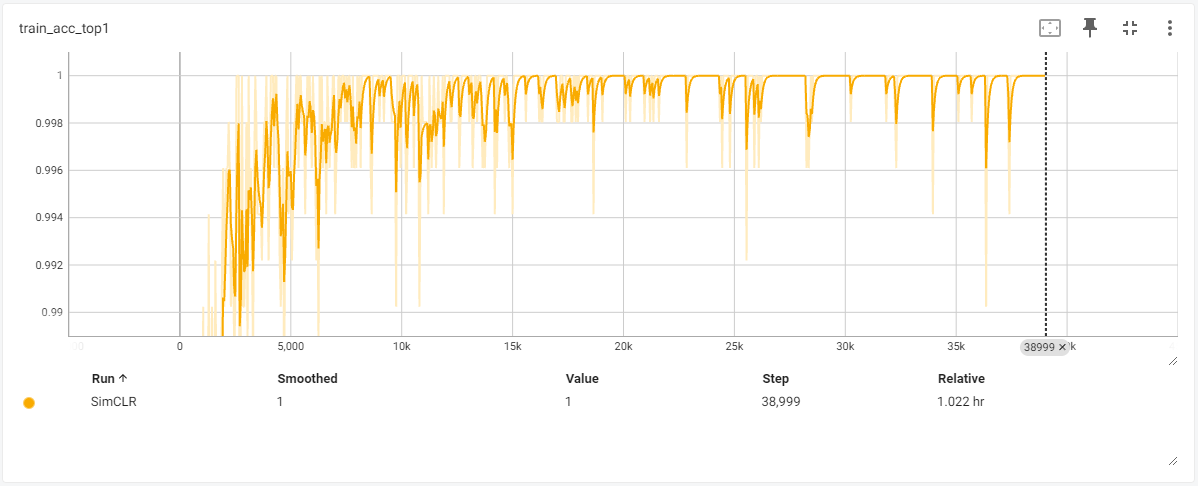 train_acc_top1
1
0.998
0.996
0.994
0.992
0.99
0 5,000 10k 15k 20k 25k 30k 35k 38999 ✕ k
Run ↑ Smoothed Value Step Relative
SimCLR 1 1 38,999 1.022 hr